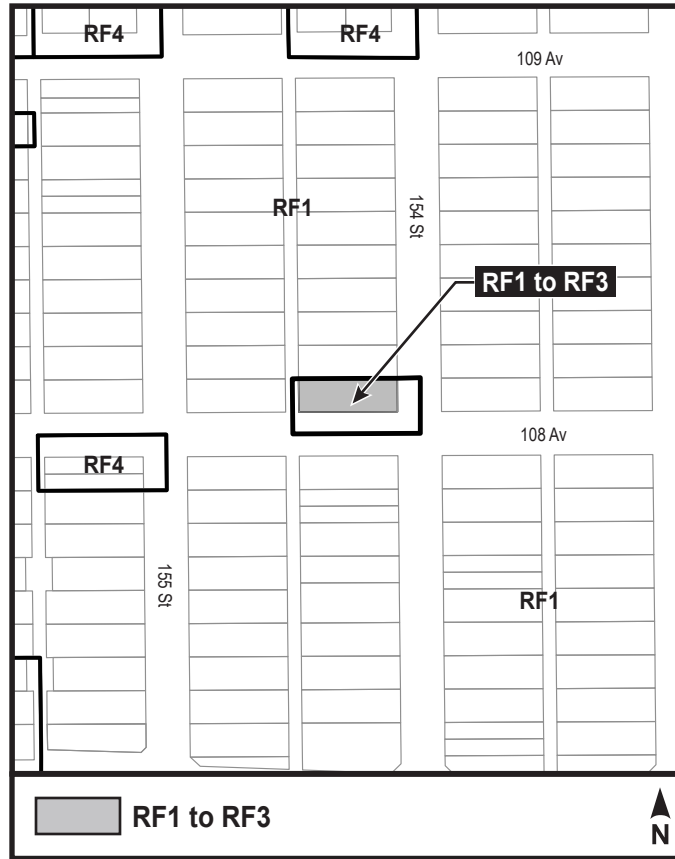 RF4
RF4
109 Av
RF1
154 St
RF1 to RF3
108 Av
RF4
155 St
RF1
RF1 to RF3
N